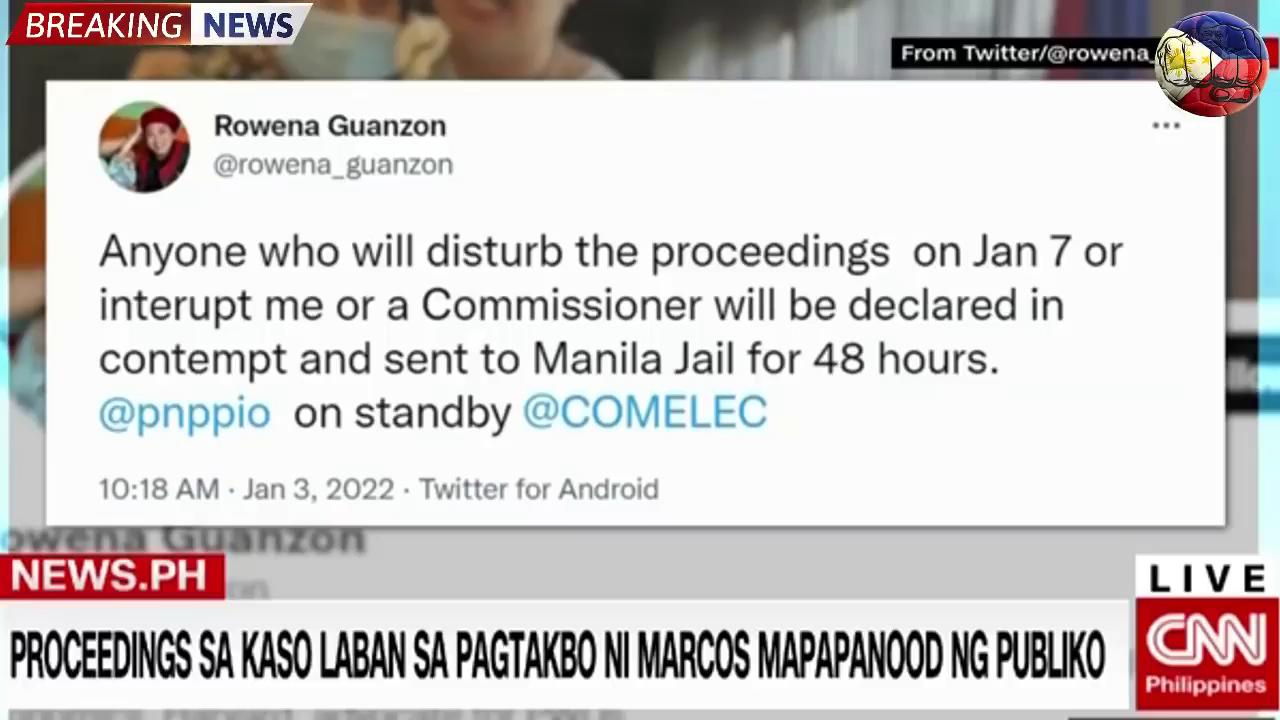 BREAKING NEWS
From Twitter/@rowena_
Rowena Guanzon
@rowena_guanzon
Anyone who will disturb the proceedings on Jan 7 or
interupt me or a Commissioner will be declared in
contempt and sent to Manila Jail for 48 hours.
@pnppio on standby @COMELEC
10:18 AM · Jan 3, 2022 · Twitter for Android
owena Guanzon
NEWS.PH
LIVE
PROCEEDINGS SA KASO LABAN SA PAGTAKBO NI MARCOS MAPAPANOOD NG PUBLIKO
CNN
Philippines